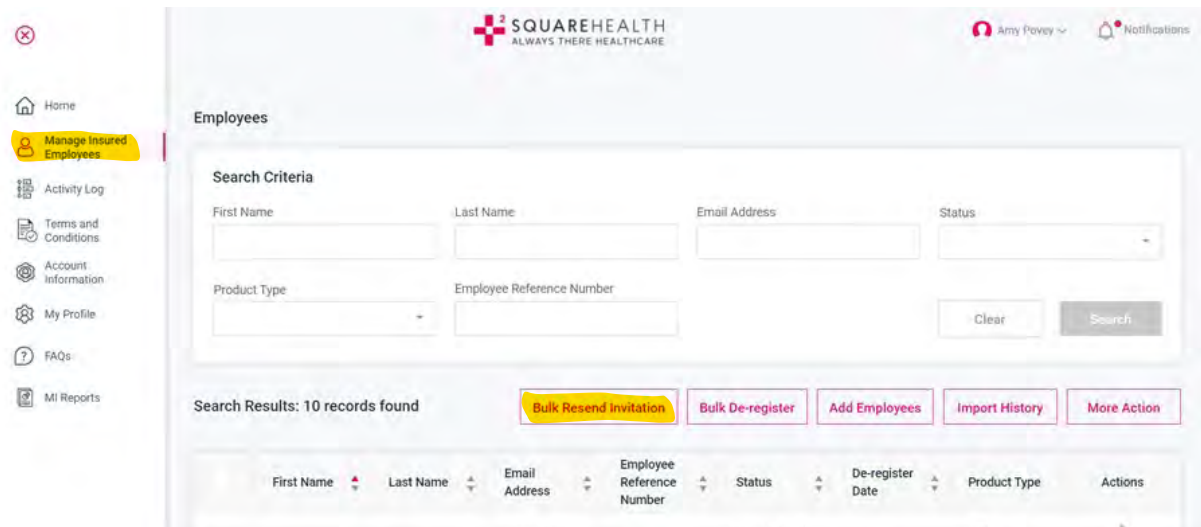 2 SQUAREHEALTH
ALWAYS THERE HEALTHCARE
Amy Povey
Notifications
Home
Manage Insured
Employees
Activity Log
Terms and
Conditions
Account
Information
My Profile
? FAQs
MI Reports
Employees
Search Criteria
First Name
Last Name
Email Address
Status
Product Type
Employee Reference Number
Clear
Search
Search Results: 10 records found
Bulk Resend Invitation
Bulk De-register
Add Employees
Import History
More Action
First Name
Last Name
Email
Address
Employee
Reference
Number
Status
De-register
Date
Product Type
Actions